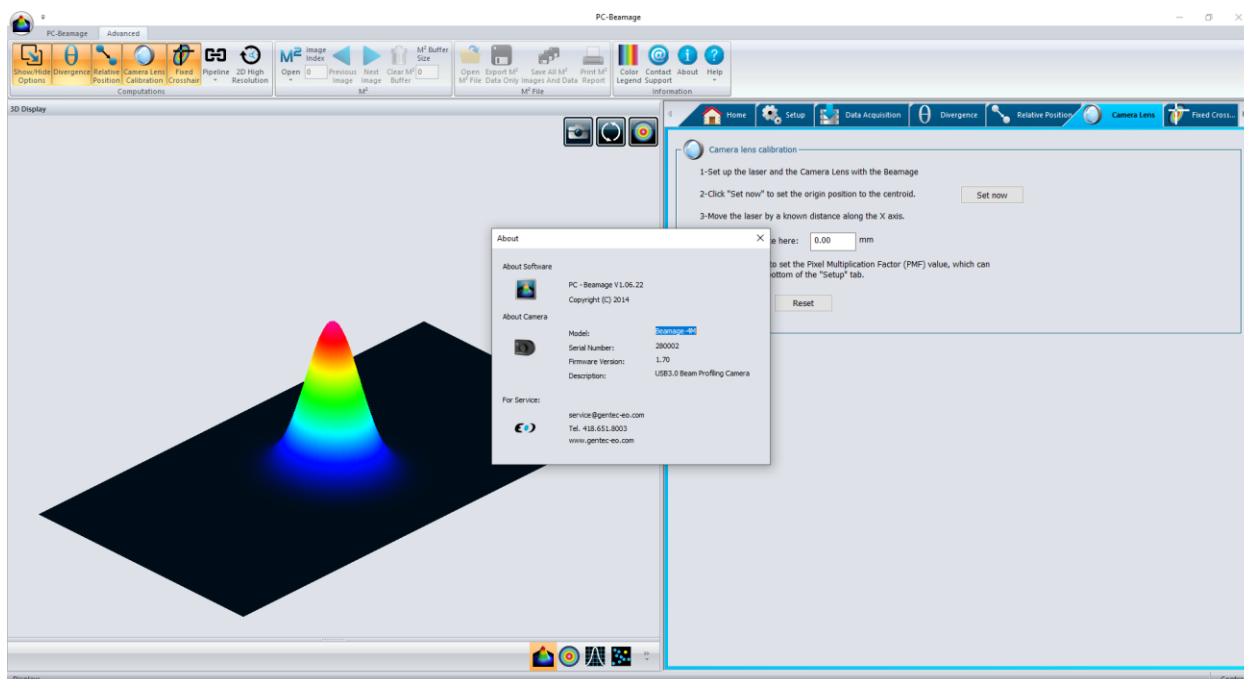 PC-Beamage
PC-Beamage Advanced
Show/Hide Options
Divergence
Relative Position
Camera Lens Calibration
Fixed Crosshair
Pipeline
2D High Resolution
Computations
M² Open
Image Index
0
Previous Image
Next Image
Clear M² Buffer
M² Buffer Size
0
M²
Open M² File
Export M² Data Only
Save All M² Images And Data
Print M² Report
M² File
Color Legend
Contact Support
About
Help
Information
3D Display
Home
Setup
Data Acquisition
Divergence
Relative Position
Camera Lens
Fixed Cross...
Camera lens calibration
1-Set up the laser and the Camera Lens with the Beamage
2-Click "Set now" to set the origin position to the centroid.
Set now
3-Move the laser by a known distance along the X axis.
e here: 0.00 mm
to set the Pixel Multiplication Factor (PMF) value, which can
ottom of the "Setup" tab.
Reset
About
About Software
PC - Beamage V1.06.22
Copyright (C) 2014
About Camera
Model: Beamage-4M
Serial Number: 280002
Firmware Version: 1.70
Description: USB3.0 Beam Profiling Camera
For Service:
service@gentec-eo.com
Tel. 418.651.8003
www.gentec-eo.com